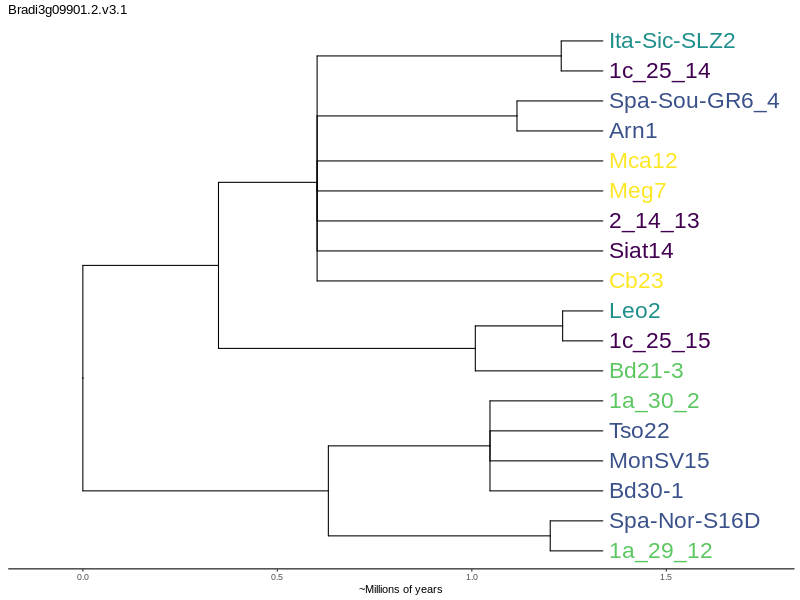 Bradi3g09901.2.v3.1
Ita-Sic-SLZ2
1c_25_14
Spa-Sou-GR6_4
Arn1
Mca12
Meg7
2_14_13
Siat14
Cb23
Leo2
1c_25_15
Bd21-3
1a_30_2
Tso22
MonSV15
Bd30-1
Spa-Nor-S16D
1a_29_12
0.0 0.5 1.0 1.5
~Millions of years